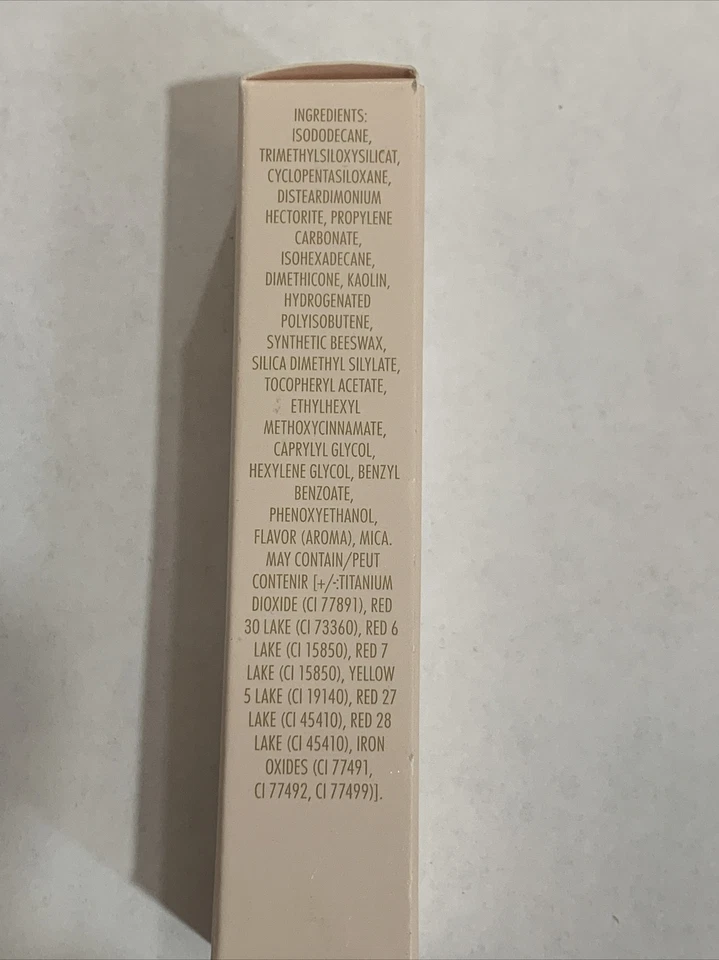 INGREDIENTS:
ISODODECANE,
TRIMETHYLSILOXYSILICAT,
CYCLOPENTASILOXANE,
DISTEARDIMONIUM
HECTORITE, PROPYLENE
CARBONATE,
ISOHEXADECANE,
DIMETHICONE, KAOLIN,
HYDROGENATED
POLYISOBUTENE,
SYNTHETIC BEESWAX,
SILICA DIMETHYL SILYLATE,
TOCOPHERYL ACETATE,
ETHYLHEXYL
METHOXYCINNAMATE,
CAPRYLYL GLYCOL,
HEXYLENE GLYCOL, BENZYL
BENZOATE,
PHENOXYETHANOL,
FLAVOR (AROMA), MICA.
MAY CONTAIN/PEUT
CONTENIR [+/-:TITANIUM
DIOXIDE (CI 77891), RED
30 LAKE (CI 73360), RED 6
LAKE (CI 15850), RED 7
LAKE (CI 15850), YELLOW
5 LAKE (CI 19140), RED 27
LAKE (CI 45410), RED 28
LAKE (CI 45410), IRON
OXIDES (CI 77491,
CI 77492, CI 77499)].